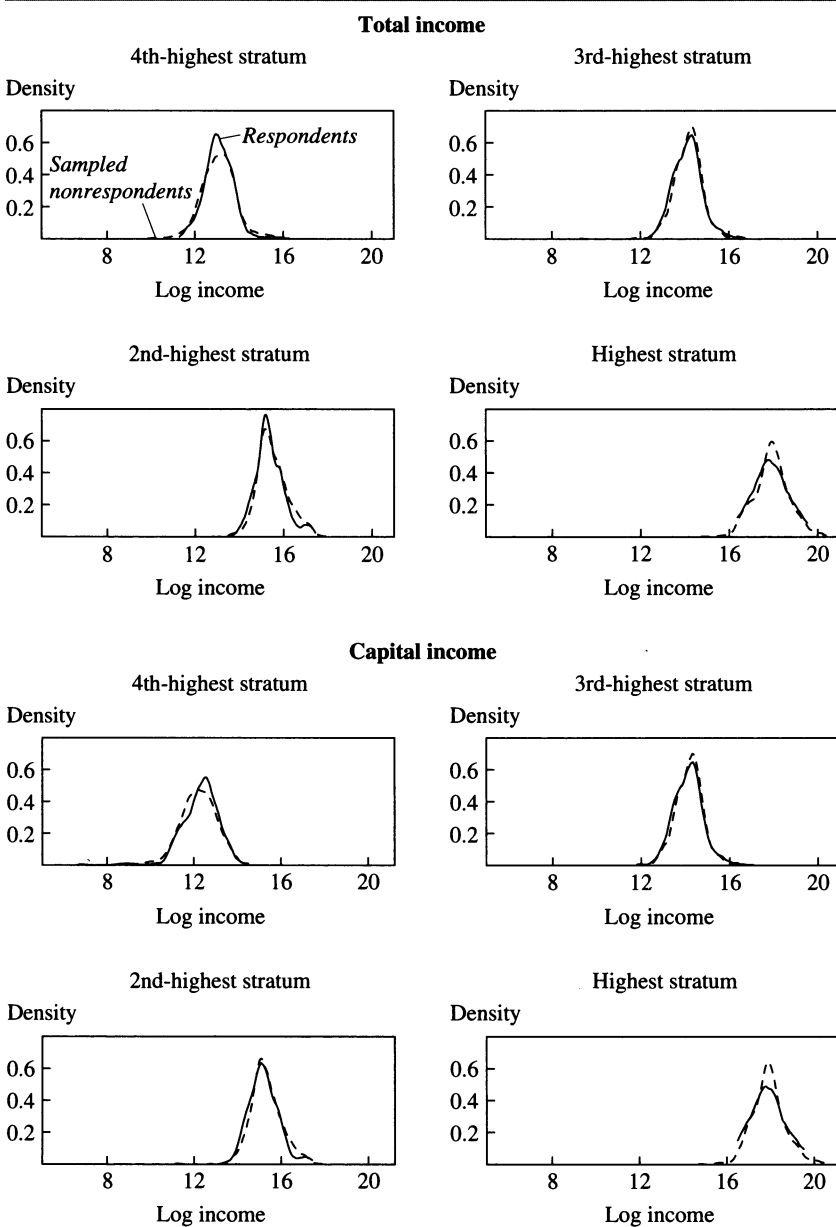 Total income
4th-highest stratum
Density
0.6
0.4
0.2
Respondents
Sampled
nonrespondents
8 12 16 20
Log income
3rd-highest stratum
Density
0.6
0.4
0.2
8 12 16 20
Log income
2nd-highest stratum
Density
0.6
0.4
0.2
8 12 16 20
Log income
Highest stratum
Density
0.6
0.4
0.2
8 12 16 20
Log income
Capital income
4th-highest stratum
Density
0.6
0.4
0.2
8 12 16 20
Log income
3rd-highest stratum
Density
0.6
0.4
0.2
8 12 16 20
Log income
2nd-highest stratum
Density
0.6
0.4
0.2
8 12 16 20
Log income
Highest stratum
Density
0.6
0.4
0.2
8 12 16 20
Log income